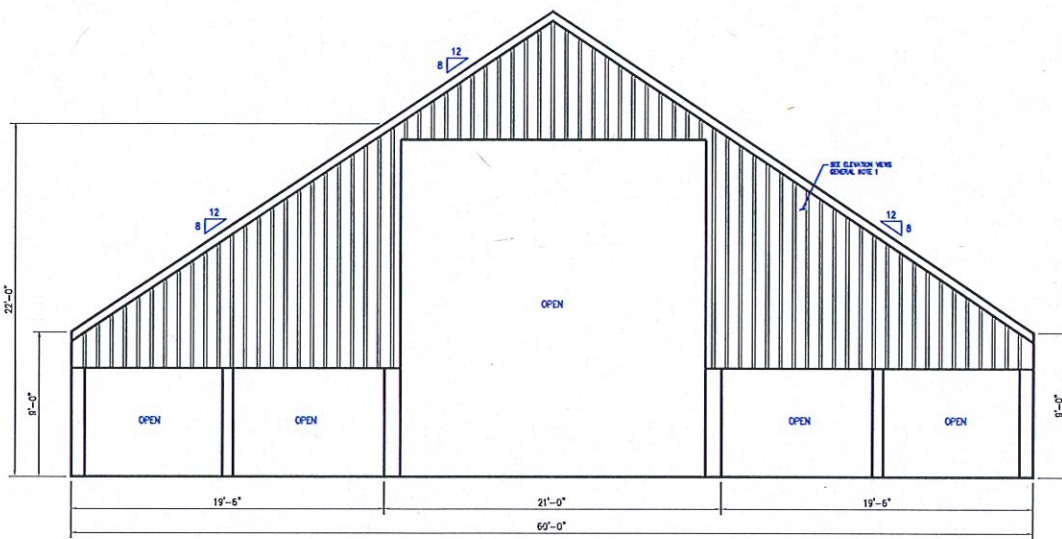 12
8
12
8
SEE ELEVATION VIEWS
GENERAL NOTE 1
12
8
22'-0"
OPEN
9'-0"
OPEN
OPEN
OPEN
OPEN
9'-0"
19'-6"
21'-0"
19'-6"
60'-0"